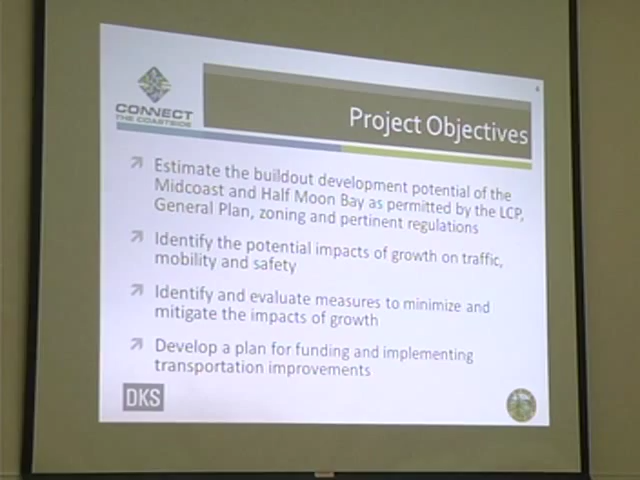 CONNECT
THE COASTSIDE
Project Objectives
Estimate the buildout development potential of the
Midcoast and Half Moon Bay as permitted by the LCP,
General Plan, zoning and pertinent regulations
Identify the potential impacts of growth on traffic,
mobility and safety
Identify and evaluate measures to minimize and
mitigate the impacts of growth
Develop a plan for funding and implementing
transportation improvements
DKS